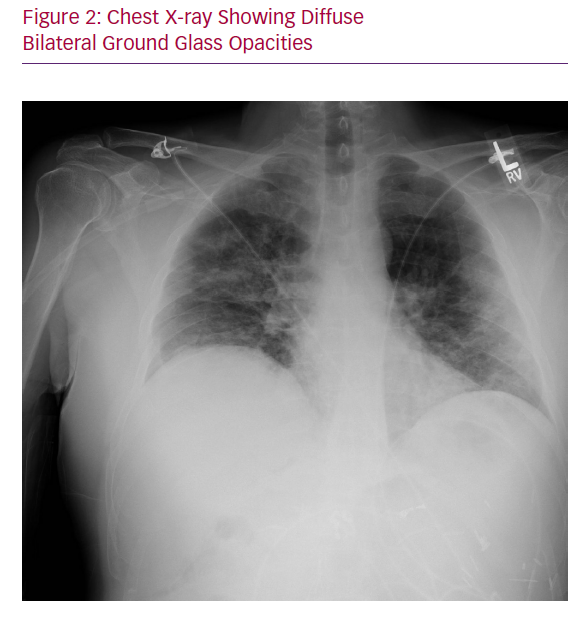 Figure 2: Chest X-ray Showing Diffuse
Bilateral Ground Glass Opacities
L
RV